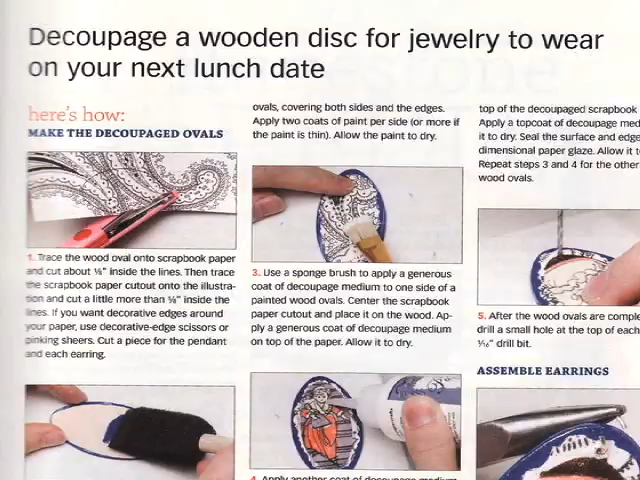 Decoupage a wooden disc for jewelry to wear
on your next lunch date
here's how:
MAKE THE DECOUPAGED OVALS
1. Trace the wood oval onto scrapbook paper
and cut about ⅛" inside the lines. Then trace
the scrapbook paper cutout onto the illustra-
tion and cut a little more than ⅛" inside the
lines. If you want decorative edges around
your paper, use decorative-edge scissors or
pinking sheers. Cut a piece for the pendant
and each earring.
ovals, covering both sides and the edges.
Apply two coats of paint per side (or more if
the paint is thin). Allow the paint to dry.
3. Use a sponge brush to apply a generous
coat of decoupage medium to one side of a
painted wood ovals. Center the scrapbook
paper cutout and place it on the wood. Ap-
ply a generous coat of decoupage medium
on top of the paper. Allow it to dry.
4. Apply another coat of decoupage medium
top of the decoupaged scrapbook
Apply a topcoat of decoupage med
it to dry. Seal the surface and edge
dimensional paper glaze. Allow it t
Repeat steps 3 and 4 for the other
wood ovals.
5. After the wood ovals are comple
drill a small hole at the top of each
1⁄16" drill bit.
ASSEMBLE EARRINGS